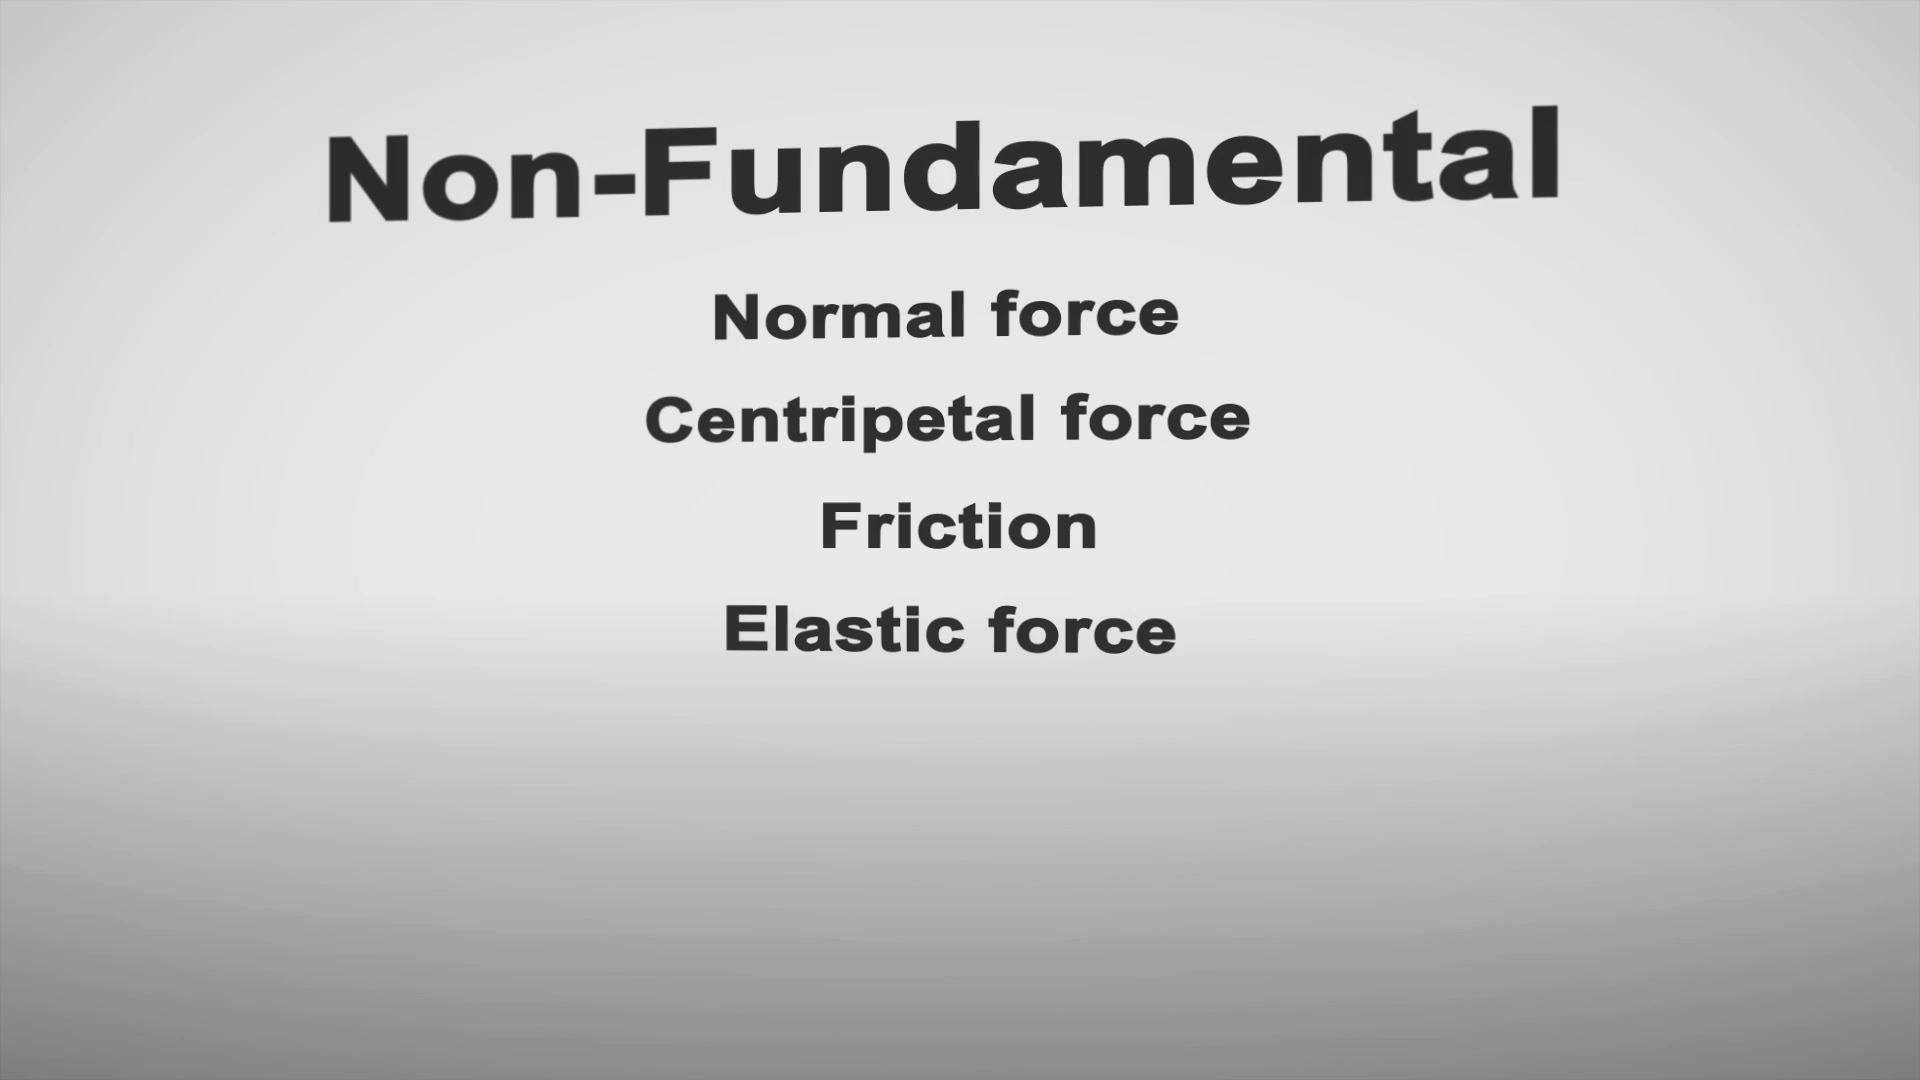 Non-Fundamental
Normal force
Centripetal force
Friction
Elastic force